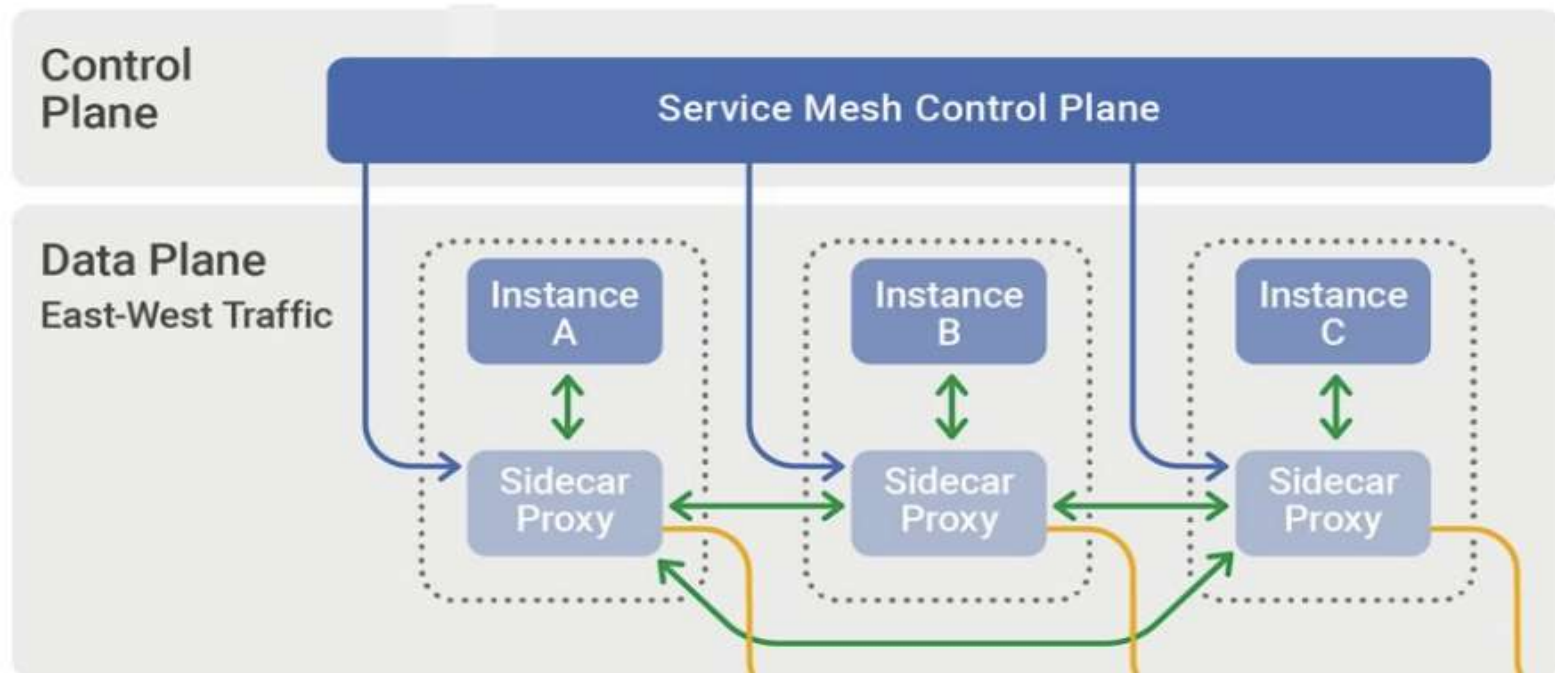 Control
Plane
Service Mesh Control Plane
Data Plane
East-West Traffic
Instance
A
Instance
B
Instance
C
Sidecar
Proxy
Sidecar
Proxy
Sidecar
Proxy